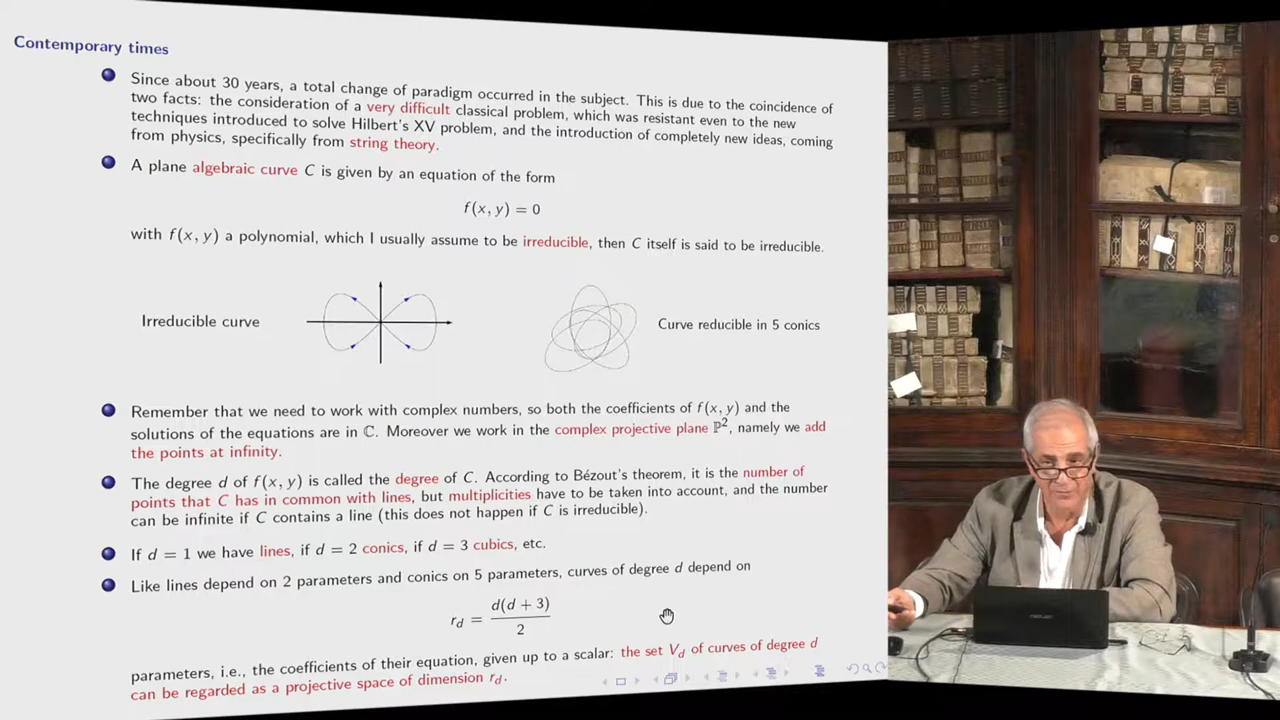 Contemporary times
Since about 30 years, a total change of paradigm occurred in the subject. This is due to the coincidence of
two facts: the consideration of a very difficult classical problem, which was resistant even to the new
techniques introduced to solve Hilbert's XV problem, and the introduction of completely new ideas, coming
from physics, specifically from string theory.
A plane algebraic curve C is given by an equation of the form
f(x, y) = 0
with f(x, y) a polynomial, which I usually assume to be irreducible, then C itself is said to be irreducible.
Irreducible curve
Curve reducible in 5 conics
Remember that we need to work with complex numbers, so both the coefficients of f(x, y) and the
solutions of the equations are in ℂ. Moreover we work in the complex projective plane ℙ², namely we add
the points at infinity.
The degree d of f(x, y) is called the degree of C. According to Bézout's theorem, it is the number of
points that C has in common with lines, but multiplicities have to be taken into account, and the number
can be infinite if C contains a line (this does not happen if C is irreducible).
If d = 1 we have lines, if d = 2 conics, if d = 3 cubics, etc.
Like lines depend on 2 parameters and conics on 5 parameters, curves of degree d depend on
r_d = d(d + 3)
2
parameters, i.e., the coefficients of their equation, given up to a scalar: the set V_d of curves of degree d
can be regarded as a projective space of dimension r_d.